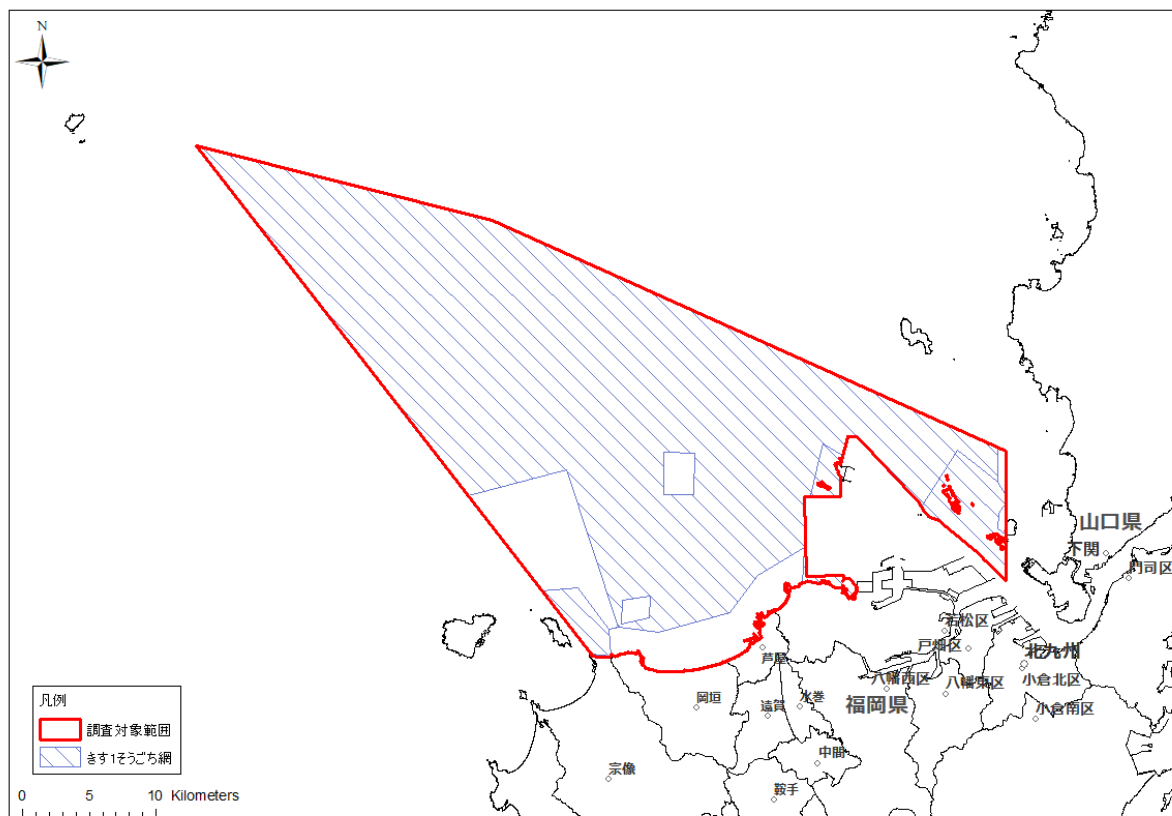 N
山口県
下関
門司区
若松区
戸畑区
北九州
小倉北区
八幡西区
八幡東区
小倉南区
福岡県
芦屋
岡垣
遠賀
水巻
中間
宗像
鞍手
凡例
調査対象範囲
きす1そうごち網
0 5 10 Kilometers